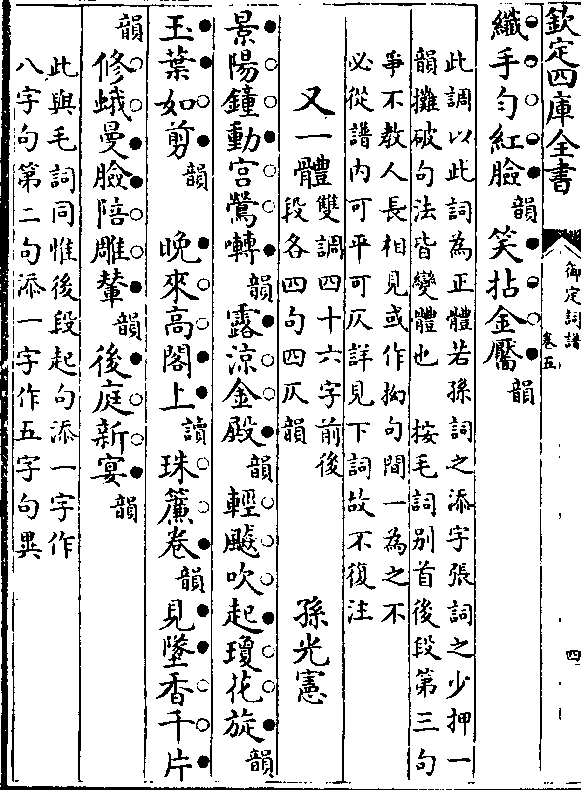 欽定四庫全書
御定詞譜
卷五
四
纖手勻紅臉韻笑拈金靨韻
此調以此詞為正體若孫詞之添字張詞之少押一
韻攤破句法皆變體也 按毛詞别首後段第三句
爭不教人長相見或作拗句間一為之不
必從譜内可平可仄詳見下詞故不復注
又一體
雙調四十六字前後
段各四句四仄韻
孫光憲
景陽鐘動宫鶯囀韻露涼金殿韻輕飈吹起瓊花旋韻
玉葉如剪韻 晚來高閣上讀珠簾卷韻見墜香千片
韻修蛾曼臉陪雕輦韻後庭新宴韻
此與毛詞同惟後段起句添一字作
八字句第二句添一字作五字句異